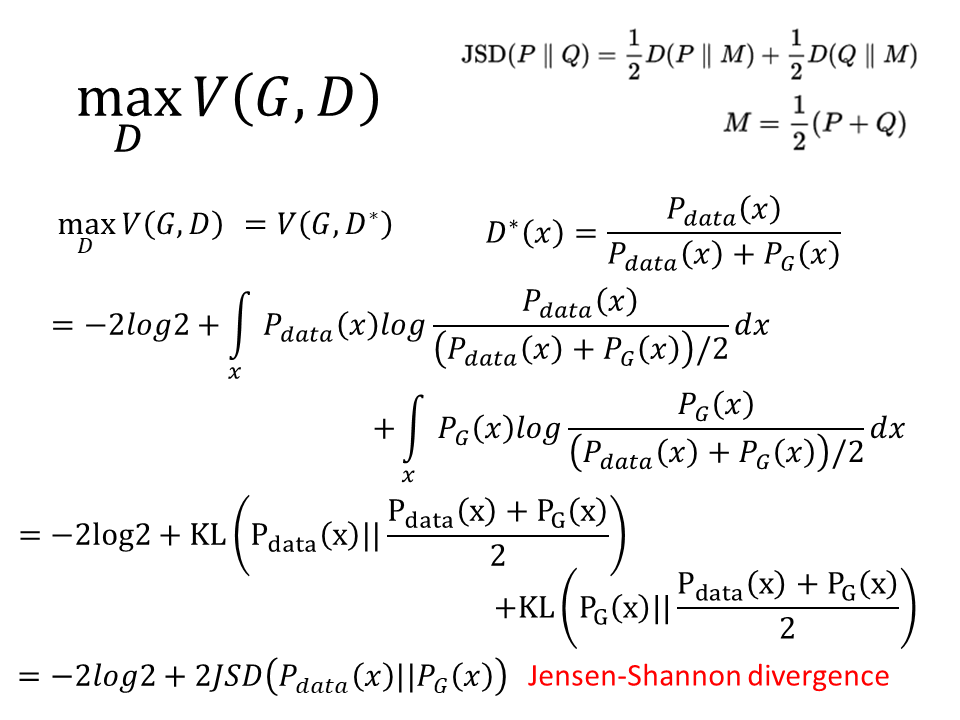 max V(G, D)
D
JSD(P ∥ Q) = 1/2 D(P ∥ M) + 1/2 D(Q ∥ M)
M = 1/2 (P + Q)
max V(G, D) = V(G, D*)
D
D*(x) = P_data(x) / (P_data(x) + P_G(x))
= −2log2 + ∫_x P_data(x)log P_data(x) / ((P_data(x) + P_G(x))/2) dx
+ ∫_x P_G(x)log P_G(x) / ((P_data(x) + P_G(x))/2) dx
= −2log2 + KL(P_data(x)||(P_data(x) + P_G(x))/2)
+KL(P_G(x)||(P_data(x) + P_G(x))/2)
= −2log2 + 2JSD(P_data(x)||P_G(x)) Jensen-Shannon divergence